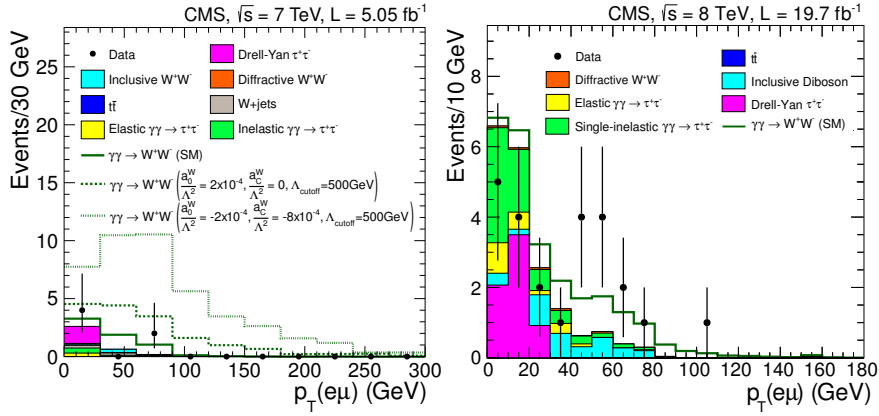 CMS, √s = 7 TeV, L = 5.05 fb⁻¹
Events/30 GeV
25
20
15
10
5
0
Data
Drell-Yan τ⁺τ⁻
Inclusive W⁺W⁻
Diffractive W⁺W⁻
tt̄
W+jets
Elastic γγ → τ⁺τ⁻
Inelastic γγ → τ⁺τ⁻
γγ → W⁺W⁻ (SM)
γγ → W⁺W⁻ (a₀ᵂ/Λ² = 2x10⁻⁴, a_Cᵂ/Λ² = 0, Λcutoff=500GeV)
γγ → W⁺W⁻ (a₀ᵂ/Λ² = -2x10⁻⁴, a_Cᵂ/Λ² = -8x10⁻⁴, Λcutoff=500GeV)
0 50 100 150 200 250 300
p_T(eμ) (GeV)
CMS, √s = 8 TeV, L = 19.7 fb⁻¹
Events/10 GeV
10
8
6
4
2
0
Data
tt̄
Diffractive W⁺W⁻
Inclusive Diboson
Elastic γγ → τ⁺τ⁻
Drell-Yan τ⁺τ⁻
Single-inelastic γγ → τ⁺τ⁻
γγ → W⁺W⁻ (SM)
0 20 40 60 80 100 120 140 160 180
p_T(eμ) (GeV)